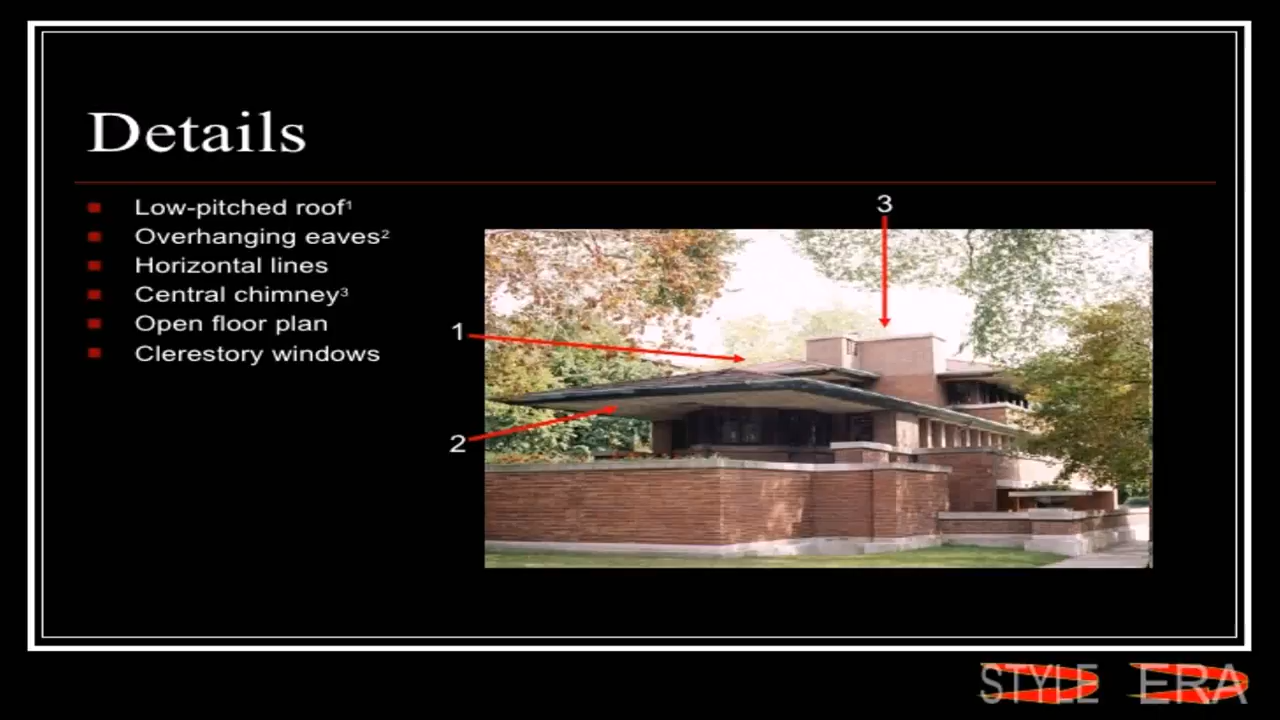 Details
Low-pitched roof¹
Overhanging eaves²
Horizontal lines
Central chimney³
Open floor plan
Clerestory windows
3
1
2
STYLE ERA